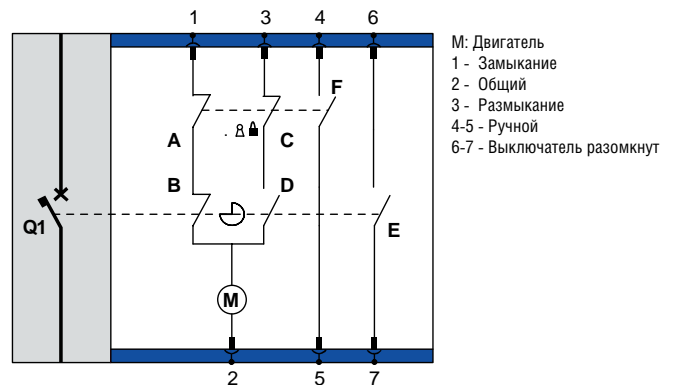 1 3 4 6
F
A C
B D
Q1 E
M
2 5 7
М: Двигатель
1 - Замыкание
2 - Общий
3 - Размыкание
4-5 - Ручной
6-7 - Выключатель разомкнут